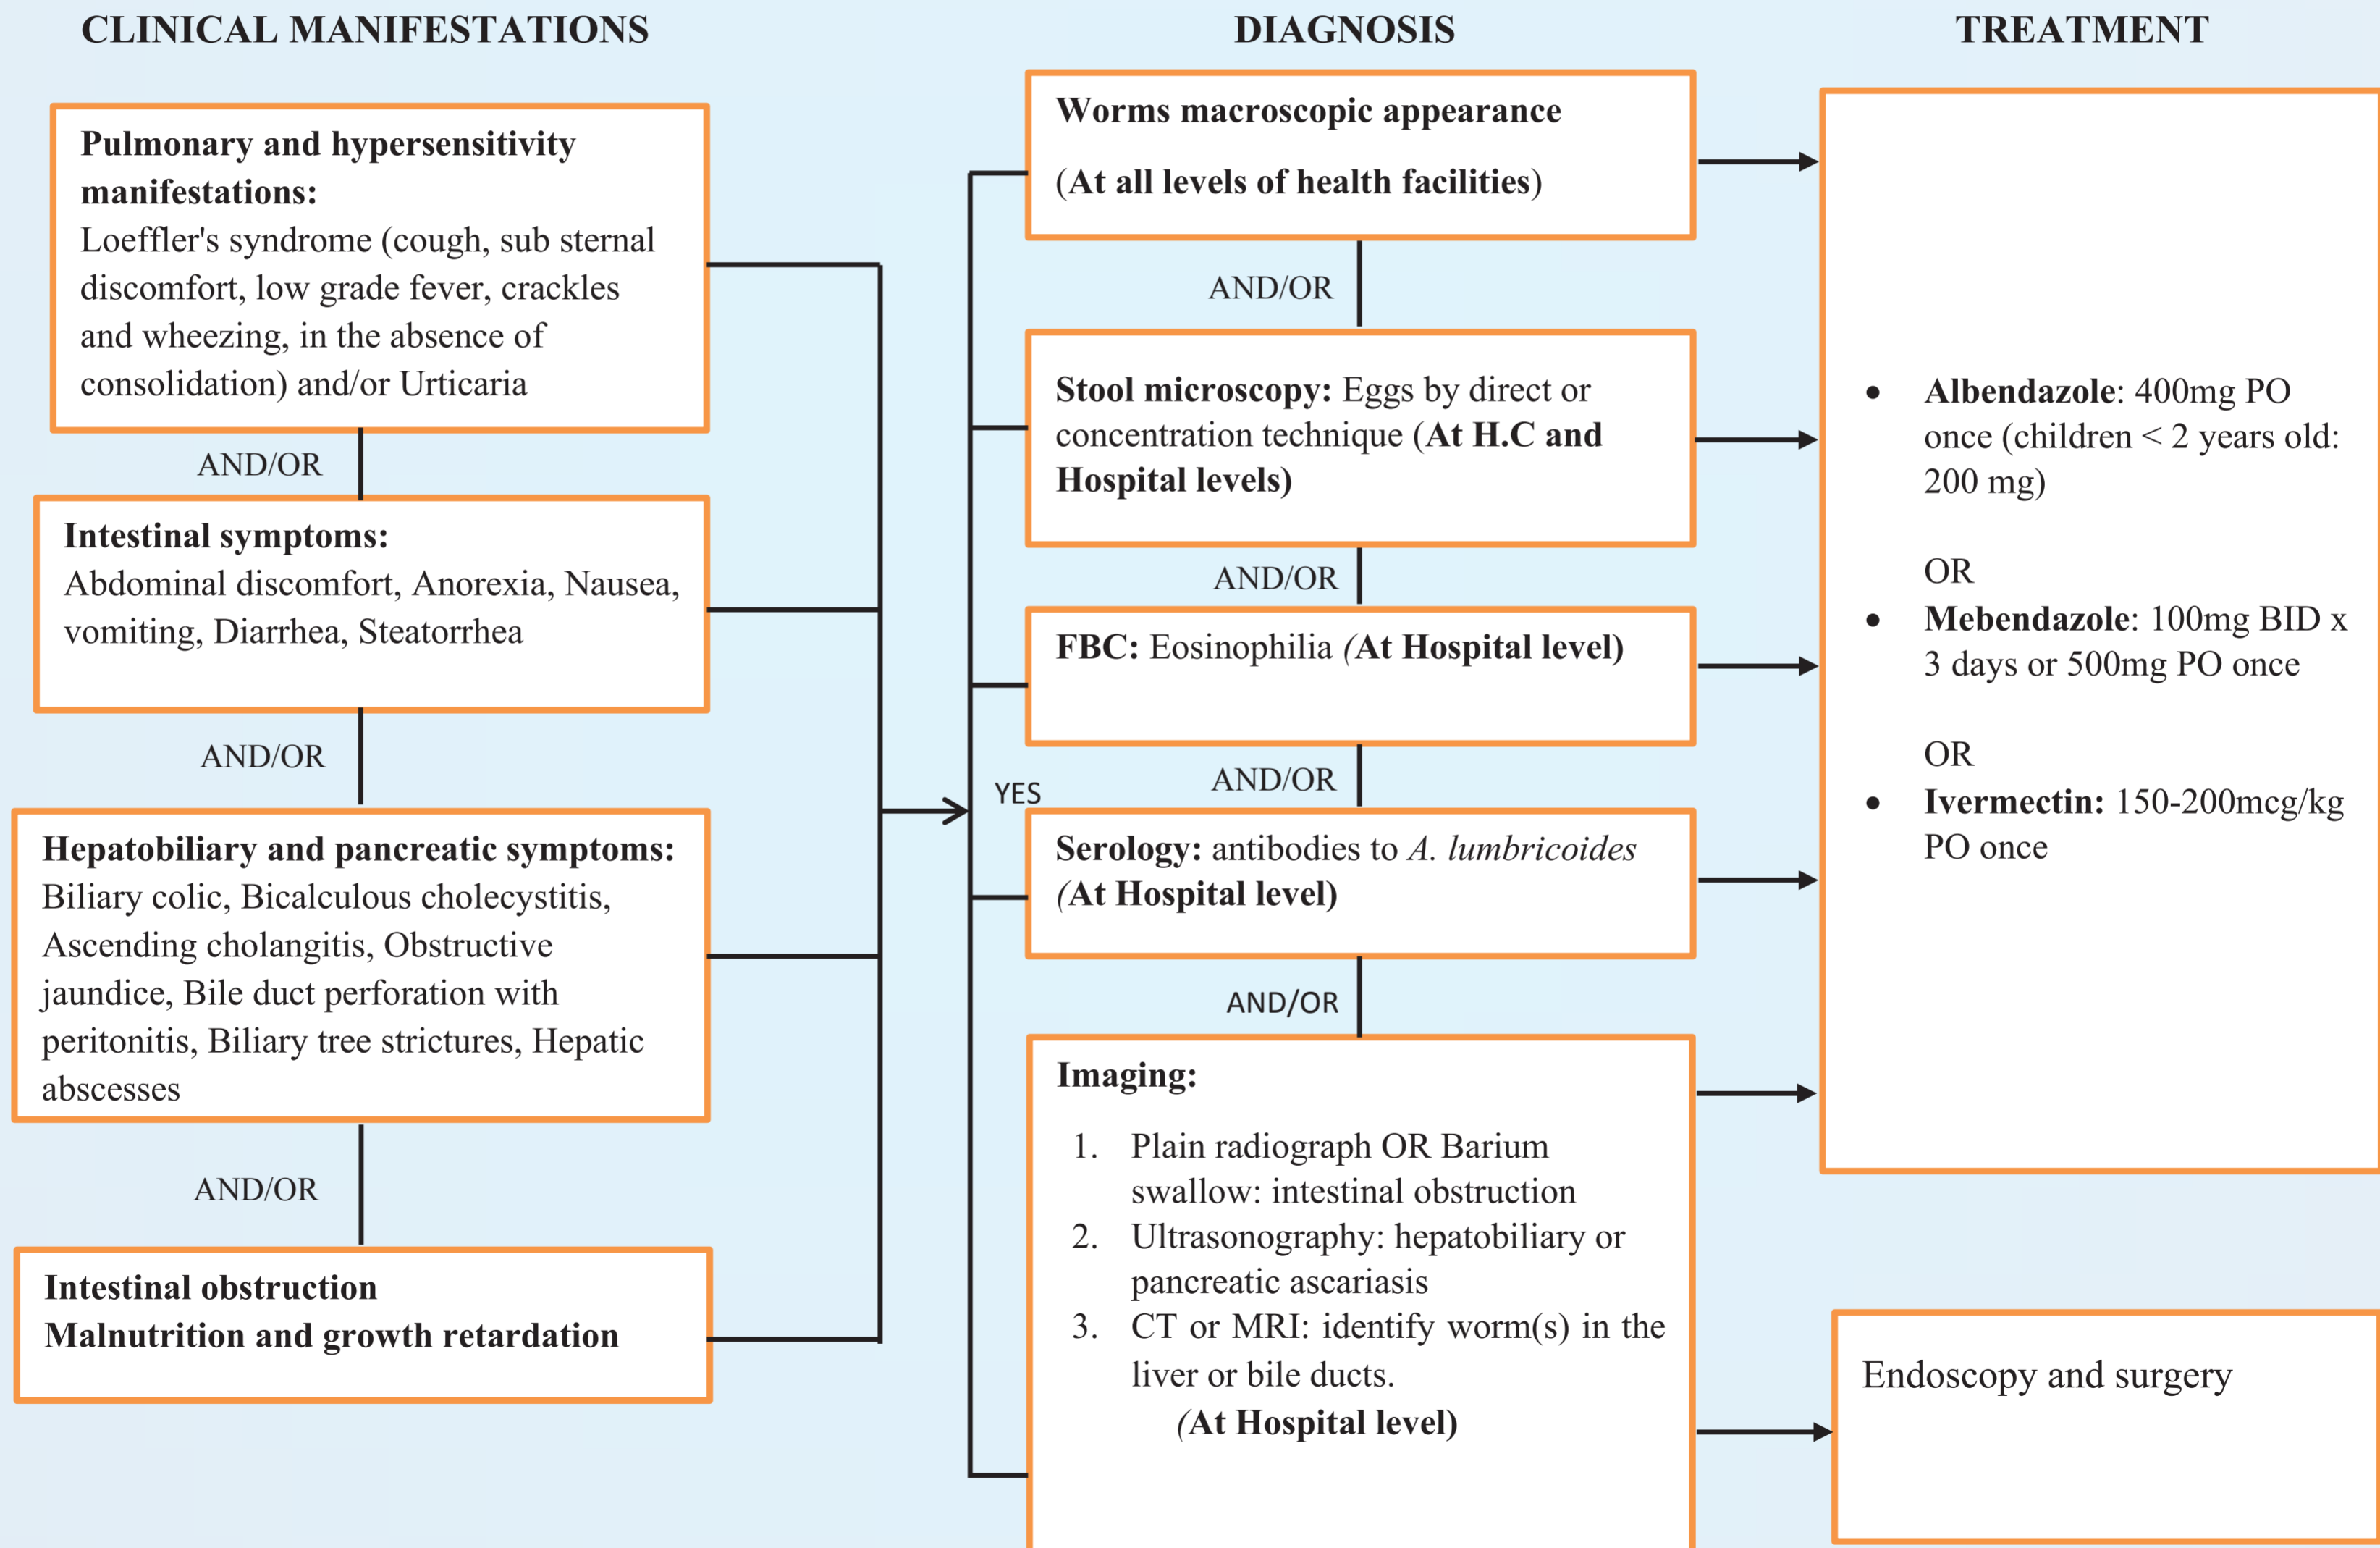 CLINICAL MANIFESTATIONS
Pulmonary and hypersensitivity
manifestations:
Loeffler's syndrome (cough, sub sternal
discomfort, low grade fever, crackles
and wheezing, in the absence of
consolidation) and/or Urticaria
AND/OR
Intestinal symptoms:
Abdominal discomfort, Anorexia, Nausea,
vomiting, Diarrhea, Steatorrhea
AND/OR
Hepatobiliary and pancreatic symptoms:
Biliary colic, Bicalculous cholecystitis,
Ascending cholangitis, Obstructive
jaundice, Bile duct perforation with
peritonitis, Biliary tree strictures, Hepatic
abscesses
AND/OR
Intestinal obstruction
Malnutrition and growth retardation
YES
DIAGNOSIS
Worms macroscopic appearance
(At all levels of health facilities)
AND/OR
Stool microscopy: Eggs by direct or
concentration technique (At H.C and
Hospital levels)
AND/OR
FBC: Eosinophilia (At Hospital level)
AND/OR
Serology: antibodies to A. lumbricoides
(At Hospital level)
AND/OR
Imaging:
1. Plain radiograph OR Barium
swallow: intestinal obstruction
2. Ultrasonography: hepatobiliary or
pancreatic ascariasis
3. CT or MRI: identify worm(s) in the
liver or bile ducts.
(At Hospital level)
TREATMENT
• Albendazole: 400mg PO
once (children < 2 years old:
200 mg)
OR
• Mebendazole: 100mg BID x
3 days or 500mg PO once
OR
• Ivermectin: 150-200mcg/kg
PO once
Endoscopy and surgery